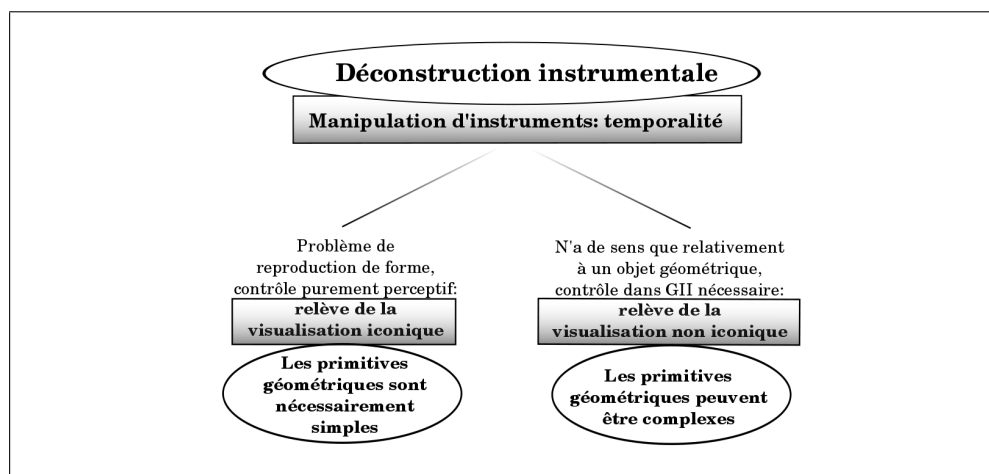 Déconstruction instrumentale
Manipulation d'instruments: temporalité
Problème de
reproduction de forme,
contrôle purement perceptif:
relève de la
visualisation iconique
Les primitives
géométriques sont
nécessairement
simples
N'a de sens que relativement
à un objet géométrique,
contrôle dans GII nécessaire:
relève de la
visualisation non iconique
Les primitives
géométriques peuvent
être complexes